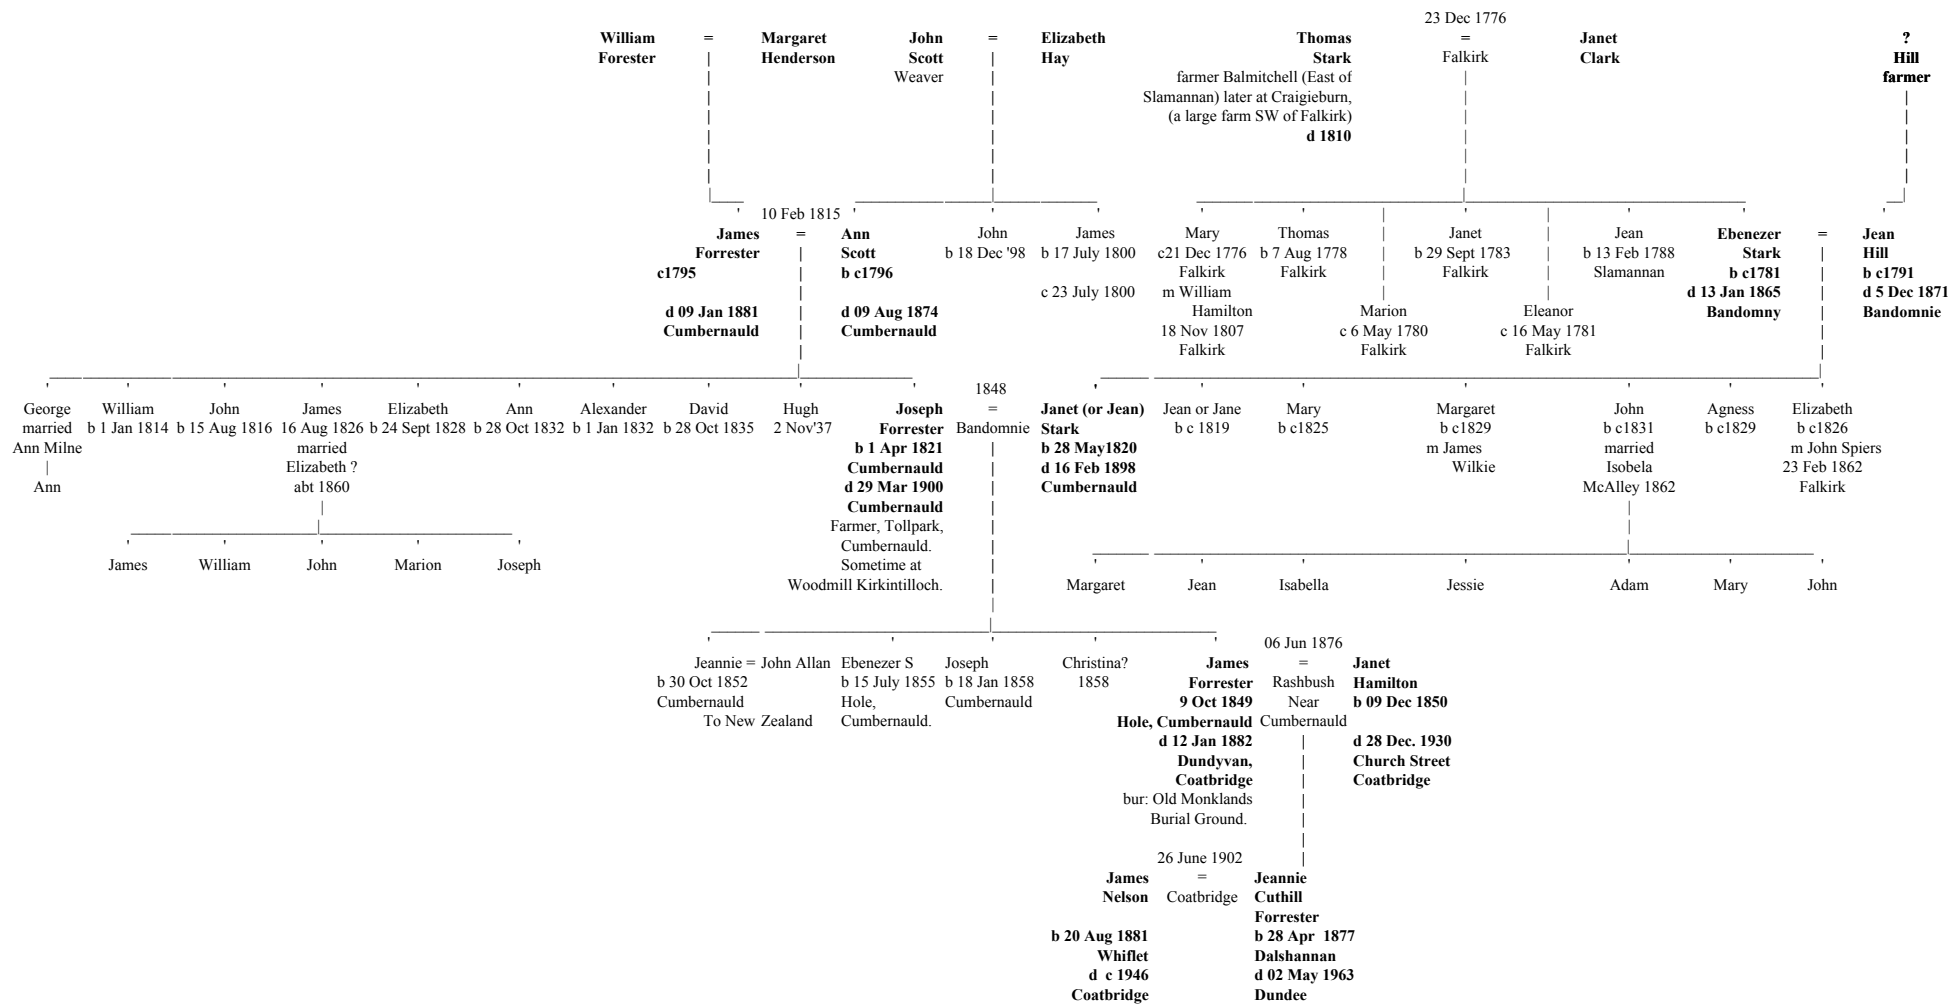 23 Dec 1776
William = Margaret John = Elizabeth Thomas = Janet ?
Forester Henderson Scott Hay Stark Falkirk Clark Hill
Weaver farmer Balmitchell (East of farmer
Slamannan) later at Craigieburn,
(a large farm SW of Falkirk)
d 1810
10 Feb 1815
James = Ann John James Mary Thomas Janet Jean Ebenezer = Jean
Forrester Scott b 18 Dec '98 b 17 July 1800 c21 Dec 1776 b 7 Aug 1778 b 29 Sept 1783 b 13 Feb 1788 Stark Hill
c1795 b c1796 Falkirk Falkirk Falkirk Slamannan b c1781 b c1791
c 23 July 1800 m William d 13 Jan 1865 d 5 Dec 1871
d 09 Jan 1881 d 09 Aug 1874 Hamilton Marion Eleanor Bandomny Bandomnie
Cumbernauld Cumbernauld 18 Nov 1807 c 6 May 1780 c 16 May 1781
Falkirk Falkirk Falkirk
1848
George William John James Elizabeth Ann Alexander David Hugh Joseph = Janet (or Jean) Jean or Jane Mary Margaret John Agness Elizabeth
married b 1 Jan 1814 b 15 Aug 1816 16 Aug 1826 b 24 Sept 1828 b 28 Oct 1832 b 1 Jan 1832 b 28 Oct 1835 2 Nov'37 Forrester Bandomnie Stark b c 1819 b c1825 b c1829 b c1831 b c1829 b c1826
Ann Milne married b 1 Apr 1821 b 28 May1820 m James married m John Spiers
Elizabeth ? Cumbernauld d 16 Feb 1898 Wilkie Isobela 23 Feb 1862
Ann abt 1860 d 29 Mar 1900 Cumbernauld McAlley 1862 Falkirk
Cumbernauld
Farmer, Tollpark,
Cumbernauld.
James William John Marion Joseph Sometime at
Woodmill Kirkintilloch. Margaret Jean Isabella Jessie Adam Mary John
06 Jun 1876
Jeannie = John Allan Ebenezer S Joseph Christina? James = Janet
b 30 Oct 1852 b 15 July 1855 b 18 Jan 1858 1858 Forrester Rashbush Hamilton
Cumbernauld Hole, Cumbernauld 9 Oct 1849 Near b 09 Dec 1850
To New Zealand Cumbernauld. Hole, Cumbernauld Cumbernauld
d 12 Jan 1882 d 28 Dec. 1930
Dundyvan, Church Street
Coatbridge Coatbridge
bur: Old Monklands
Burial Ground.
26 June 1902
James = Jeannie
Nelson Coatbridge Cuthill
Forrester
b 20 Aug 1881 b 28 Apr 1877
Whiflet Dalshannan
d c 1946 d 02 May 1963
Coatbridge Dundee